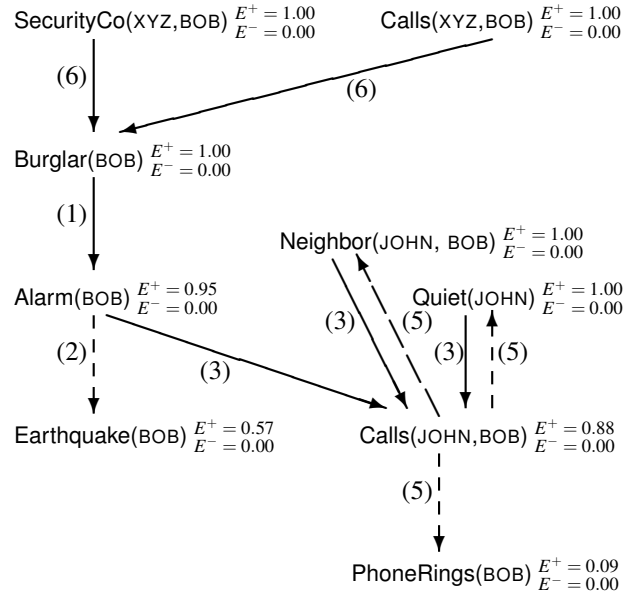 SecurityCo(XYZ,BOB) E⁺ = 1.00 E⁻ = 0.00
Calls(XYZ,BOB) E⁺ = 1.00 E⁻ = 0.00
(6)
(6)
Burglar(BOB) E⁺ = 1.00 E⁻ = 0.00
(1)
Neighbor(JOHN, BOB) E⁺ = 1.00 E⁻ = 0.00
Alarm(BOB) E⁺ = 0.95 E⁻ = 0.00
Quiet(JOHN) E⁺ = 1.00 E⁻ = 0.00
(2)
(3)
(3)
(5)
(3)
(5)
Earthquake(BOB) E⁺ = 0.57 E⁻ = 0.00
Calls(JOHN,BOB) E⁺ = 0.88 E⁻ = 0.00
(5)
PhoneRings(BOB) E⁺ = 0.09 E⁻ = 0.00